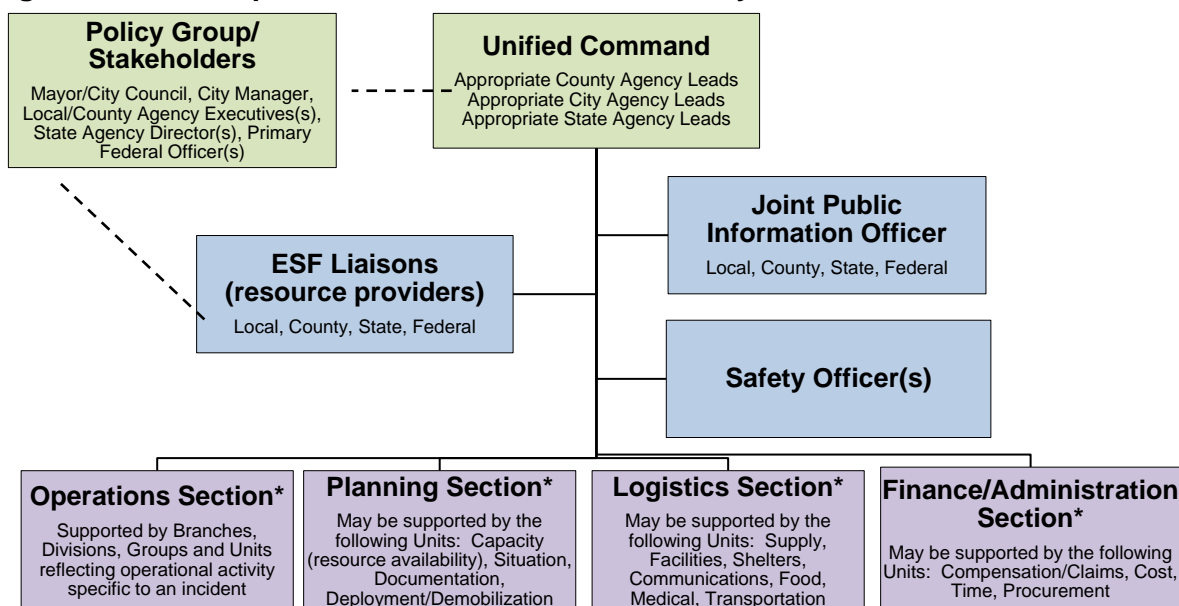 Policy Group/
Stakeholders
Mayor/City Council, City Manager,
Local/County Agency Executives(s),
State Agency Director(s), Primary
Federal Officer(s)
Unified Command
Appropriate County Agency Leads
Appropriate City Agency Leads
Appropriate State Agency Leads
Joint Public
Information Officer
Local, County, State, Federal
ESF Liaisons
(resource providers)
Local, County, State, Federal
Safety Officer(s)
Operations Section*
Supported by Branches,
Divisions, Groups and Units
reflecting operational activity
specific to an incident
Planning Section*
May be supported by the
following Units: Capacity
(resource availability), Situation,
Documentation,
Deployment/Demobilization
Logistics Section*
May be supported by the
following Units: Supply,
Facilities, Shelters,
Communications, Food,
Medical, Transportation
Finance/Administration
Section*
May be supported by the following
Units: Compensation/Claims, Cost,
Time, Procurement